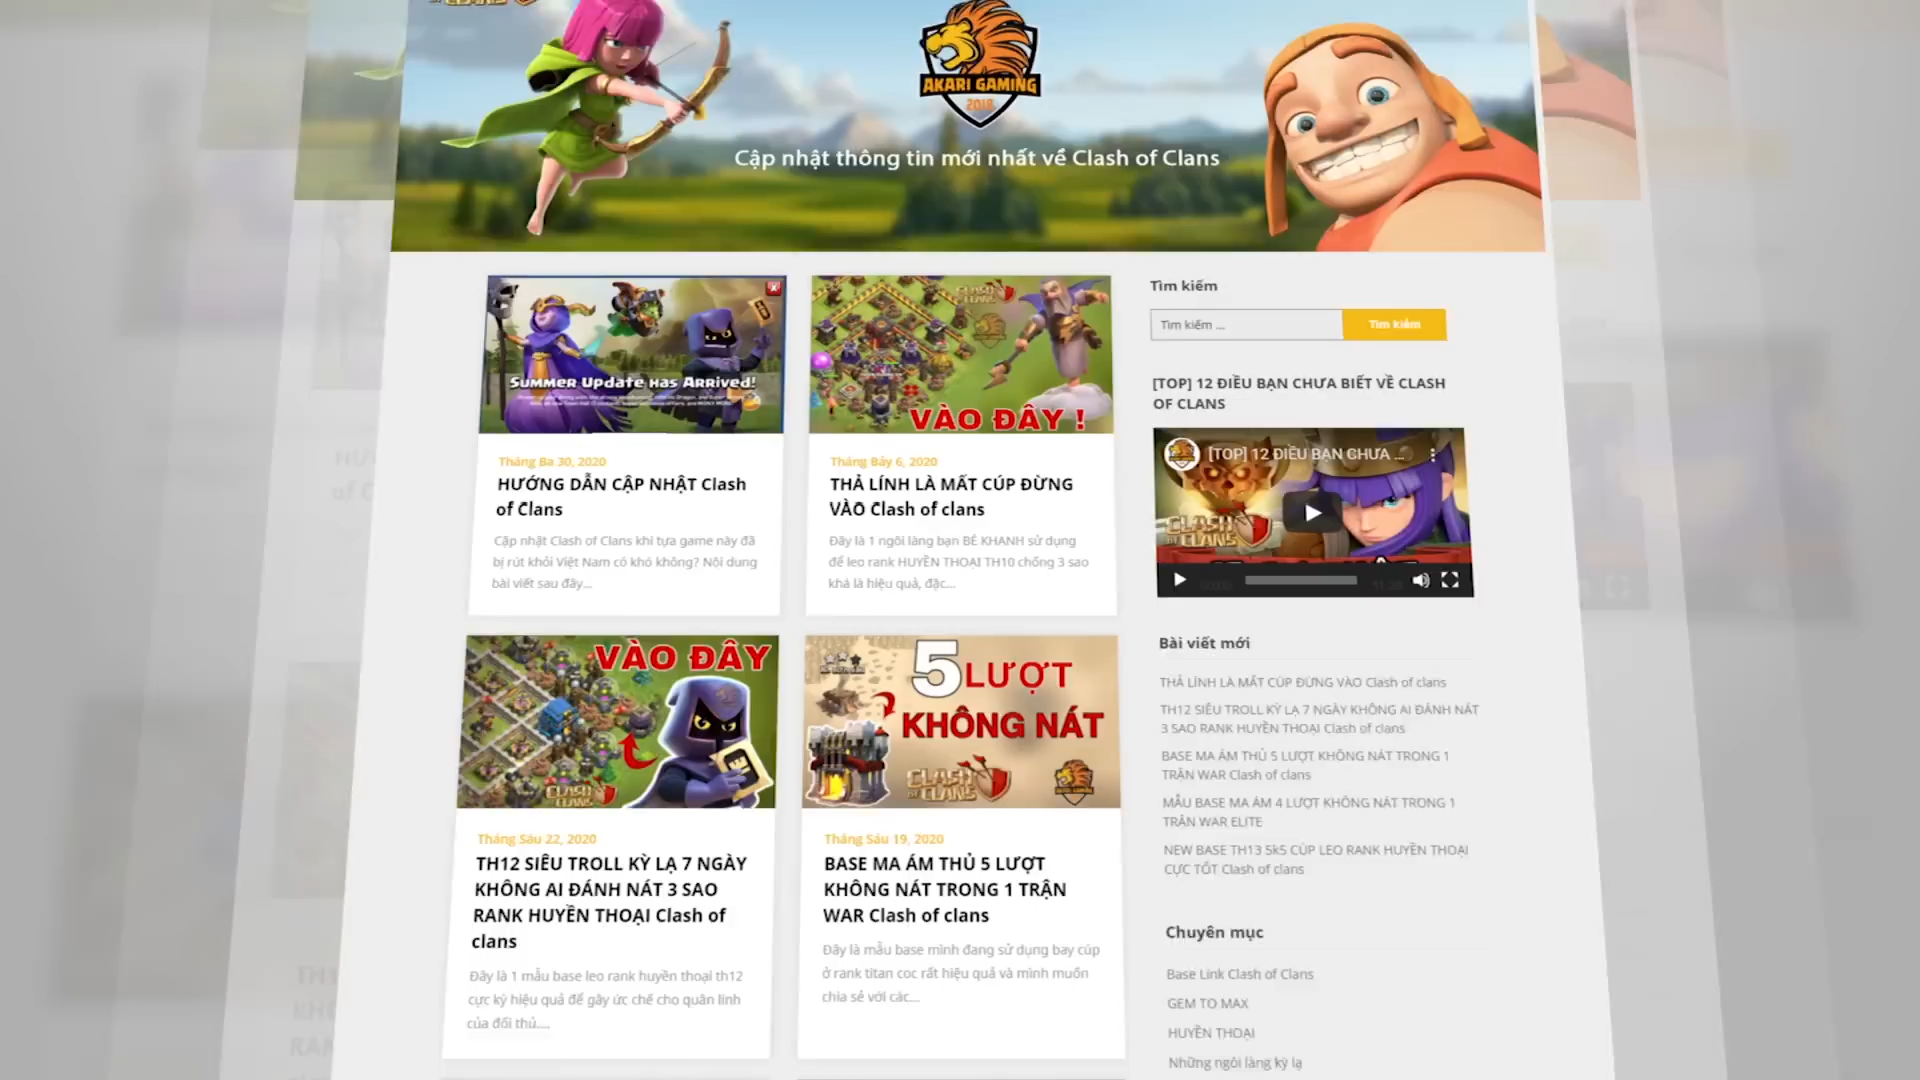 AKARI GAMING
2018
Cập nhật thông tin mới nhất về Clash of Clans
SUMMER UPDATE HAS ARRIVED!
Tháng Ba 30, 2020
HƯỚNG DẪN CẬP NHẬT Clash
of Clans
Cập nhật Clash of Clans khi tựa game này đã
bị rút khỏi Việt Nam có khó không? Nội dung
bài viết sau đây...
VÀO ĐÂY !
Tháng Bảy 6, 2020
THẢ LÍNH LÀ MẤT CÚP ĐỪNG
VÀO Clash of clans
Đây là 1 ngôi làng bạn BÉ KHANH sử dụng
để leo rank HUYỀN THOẠI TH10 chống 3 sao
khá là hiệu quả, đặc...
VÀO ĐÂY
CLASH OF CLANS
Tháng Sáu 22, 2020
TH12 SIÊU TROLL KỲ LẠ 7 NGÀY
KHÔNG AI ĐÁNH NÁT 3 SAO
RANK HUYỀN THOẠI Clash of
clans
Đây là 1 mẫu base leo rank huyền thoại th12
cực kỳ hiệu quả để gây ức chế cho quân lính
của đối thủ....
5 LƯỢT
KHÔNG NÁT
CLASH OF CLANS
Tháng Sáu 19, 2020
BASE MA ÁM THỦ 5 LƯỢT
KHÔNG NÁT TRONG 1 TRẬN
WAR Clash of clans
Đây là mẫu base mình đang sử dụng bay cúp
ở rank titan coc rất hiệu quả và mình muốn
chia sẻ với các...
Tìm kiếm
Tìm kiếm ...
Tìm kiếm
[TOP] 12 ĐIỀU BẠN CHƯA BIẾT VỀ CLASH
OF CLANS
[TOP] 12 ĐIỀU BẠN CHƯA ...
CLASH OF CLANS
Bài viết mới
THẢ LÍNH LÀ MẤT CÚP ĐỪNG VÀO Clash of clans
TH12 SIÊU TROLL KỲ LẠ 7 NGÀY KHÔNG AI ĐÁNH NÁT
3 SAO RANK HUYỀN THOẠI Clash of clans
BASE MA ÁM THỦ 5 LƯỢT KHÔNG NÁT TRONG 1
TRẬN WAR Clash of clans
MẪU BASE MA ÁM 4 LƯỢT KHÔNG NÁT TRONG 1
TRẬN WAR ELITE
NEW BASE TH13 5k5 CÚP LEO RANK HUYỀN THOẠI
CỰC TỐT Clash of clans
Chuyên mục
Base Link Clash of Clans
GEM TO MAX
HUYỀN THOẠI
Những ngôi làng kỳ lạ